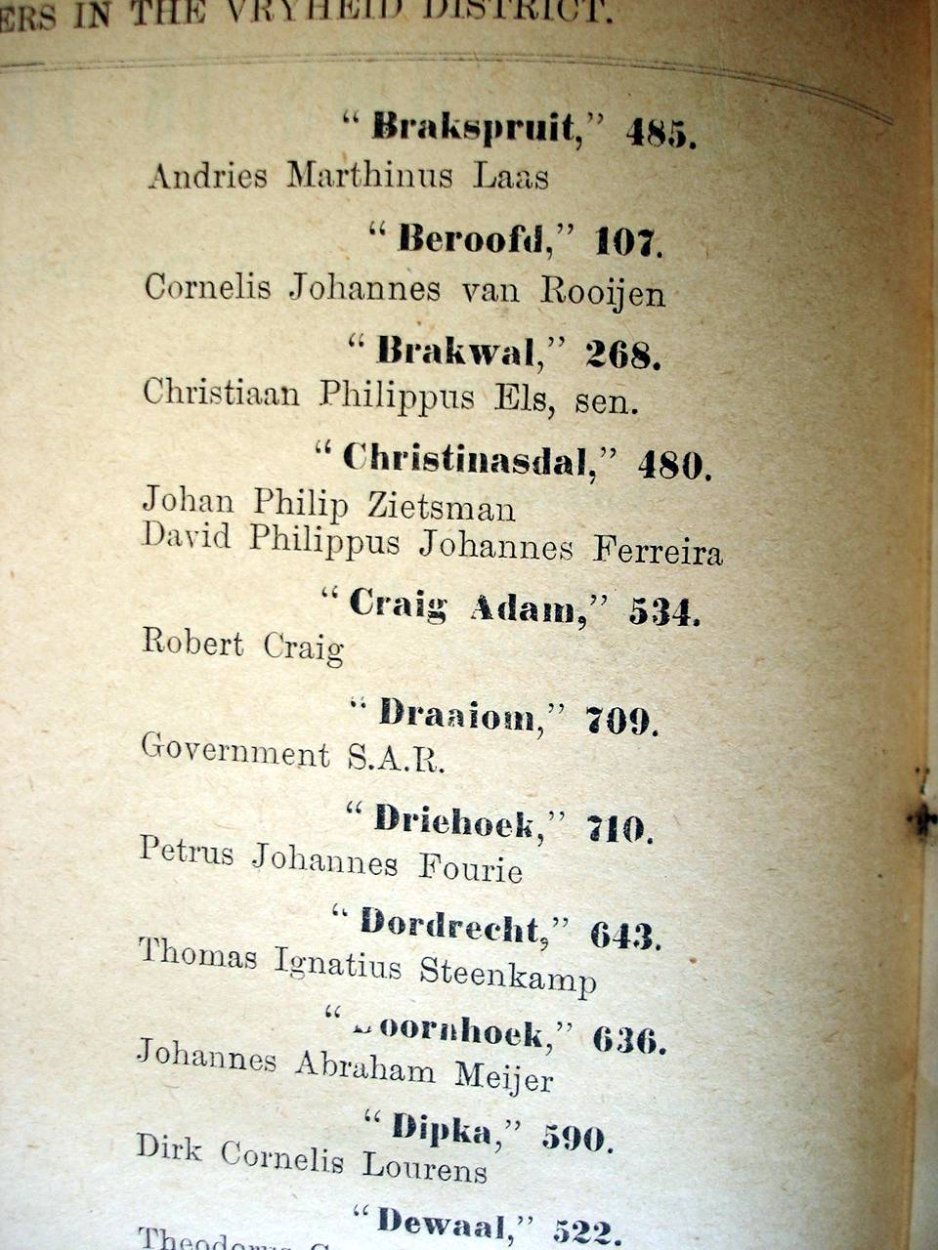 IN THE VRYHEID DISTRICT.
“Brakspruit,” 485.
Andries Marthinus Laas
“Beroofd,” 107.
Cornelis Johannes van Rooijen
“Brakwal,” 268.
Christiaan Philippus Els, sen.
“Christinasdal,” 480.
Johan Philip Zietsman
David Philippus Johannes Ferreira
“Craig Adam,” 534.
Robert Craig
“Draaiom,” 709.
Government S.A.R.
“Driehoek,” 710.
Petrus Johannes Fourie
“Dordrecht,” 643.
Thomas Ignatius Steenkamp
“Doornhoek,” 636.
Johannes Abraham Meijer
“Dipka,” 590.
Dirk Cornelis Lourens
“Dewaal,” 522.
Theodorus